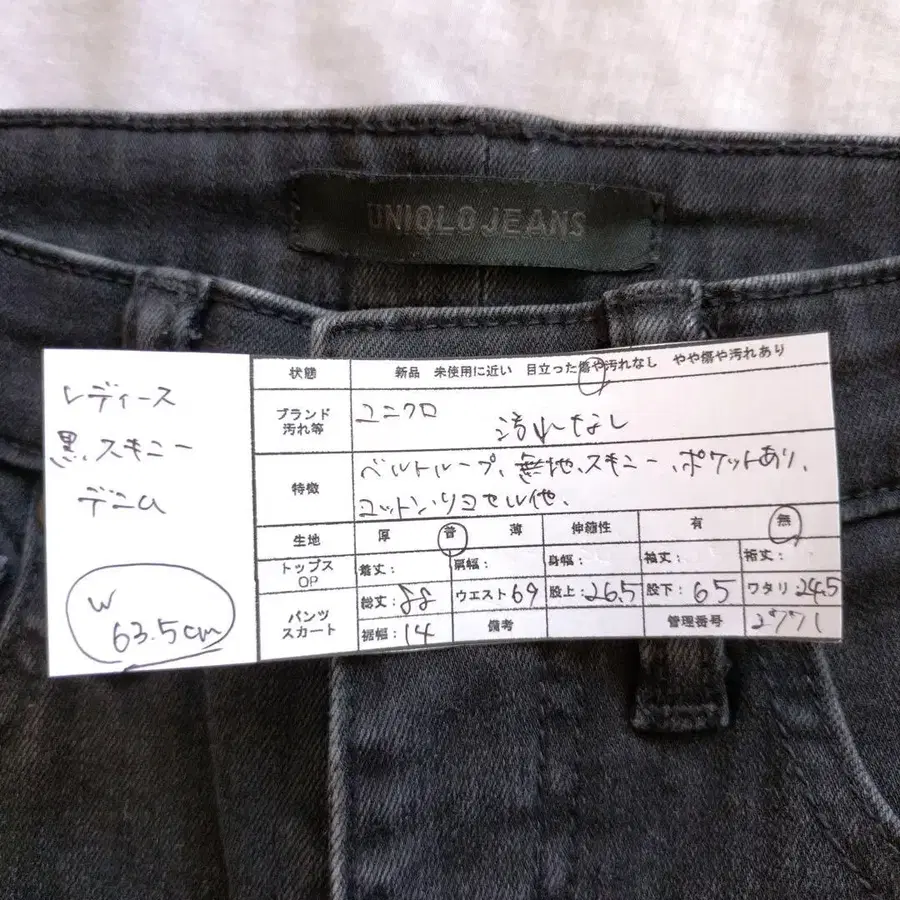 UNIQLO JEANS
レディース
黒、スキニー
デニム
W
63.5cm
状態 新品 未使用に近い 目立った傷や汚れなし やや傷や汚れあり
ブランド
汚れ等
ユニクロ
汚れなし
特徴
ベルトループ、無地、スキニー、ポケットあり、
コットン、リヨセル他、
生地 厚 普 薄 伸縮性 有 無
トップス
OP
着丈: 肩幅: 身幅: 袖丈: 裄丈:
パンツ
スカート
総丈:88 ウエスト69 股上:26.5 股下:65 ワタリ24.5
裾幅:14 備考 管理番号 2771